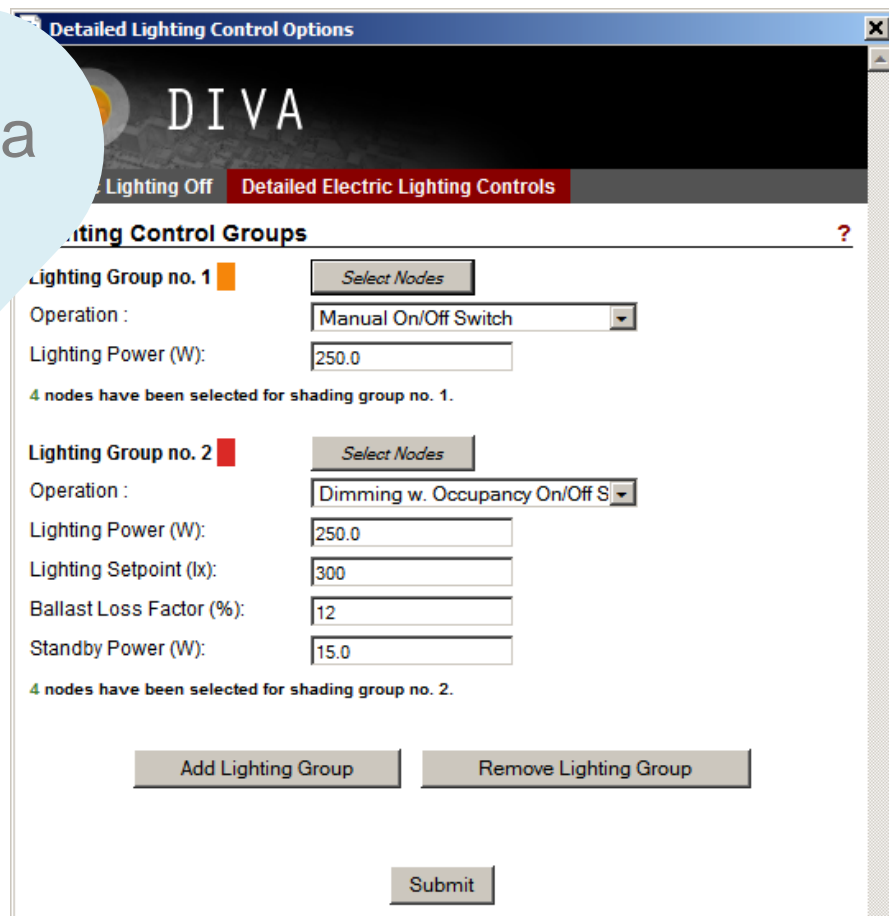 Detailed Lighting Control Options
a
DIVA
Lighting Off Detailed Electric Lighting Controls
Control Groups ?
Lighting Group no. 1 Select Nodes
Operation : Manual On/Off Switch
Lighting Power (W): 250.0
4 nodes have been selected for shading group no. 1.
Lighting Group no. 2 Select Nodes
Operation : Dimming w. Occupancy On/Off S
Lighting Power (W): 250.0
Lighting Setpoint (lx): 300
Ballast Loss Factor (%): 12
Standby Power (W): 15.0
4 nodes have been selected for shading group no. 2.
Add Lighting Group Remove Lighting Group
Submit